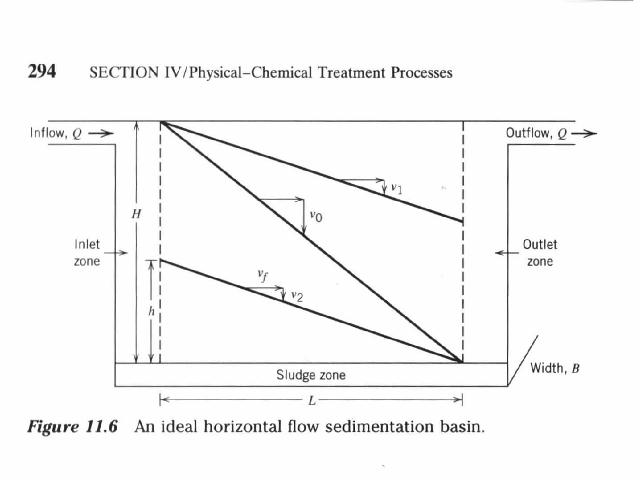 294 SECTION IV/Physical–Chemical Treatment Processes
Inflow, Q
Outflow, Q
v1
H
v0
Inlet
zone
Outlet
zone
vf
v2
h
Sludge zone
Width, B
L
Figure 11.6 An ideal horizontal flow sedimentation basin.